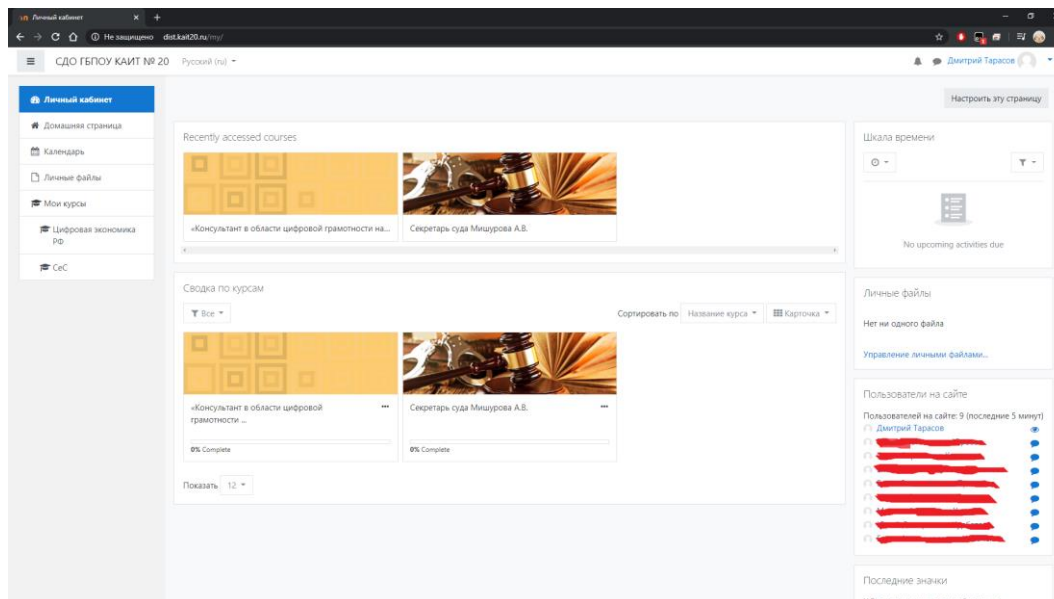 Личный кабинет
Не защищено dist.kait20.ru/my/
СДО ГБПОУ КАИТ № 20 Русский (ru)
Дмитрий Тарасов
Личный кабинет
Домашняя страница
Календарь
Личные файлы
Мои курсы
Цифровая экономика
РФ
СеС
Настроить эту страницу
Recently accessed courses
«Консультант в области цифровой грамотности на...
Секретарь суда Мишурова А.В.
Сводка по курсам
Все
Сортировать по Название курса Карточка
«Консультант в области цифровой
грамотности ...
0% Complete
Секретарь суда Мишурова А.В.
0% Complete
Показать 12
Шкала времени
No upcoming activities due
Личные файлы
Нет ни одного файла
Управление личными файлами...
Пользователи на сайте
Пользователей на сайте: 9 (последние 5 минут)
Дмитрий Тарасов
Последние значки